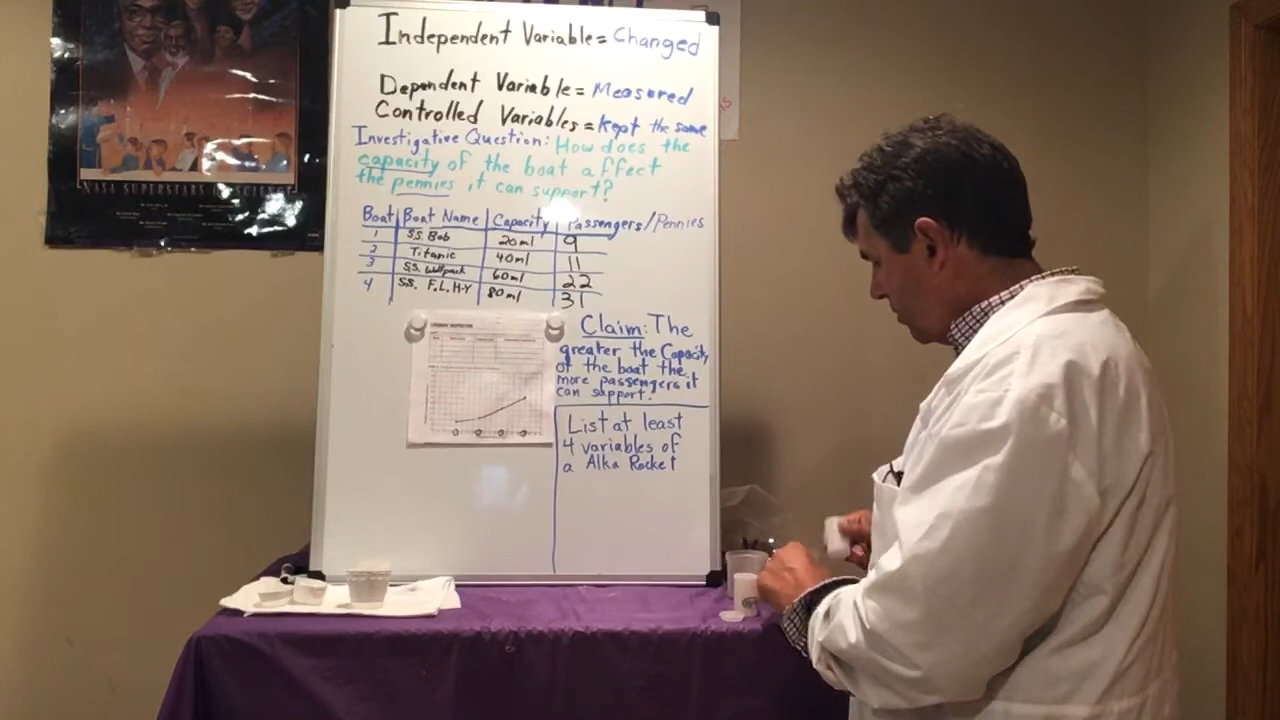 Independent Variable = Changed
Dependent Variable = Measured
Controlled Variables = Kept the same
Investigative Question: How does the
capacity of the boat affect
the pennies it can support?
Boat Boat Name Capacity Passengers/Pennies
1 S.S. Bob 20ml 9
2 Titanic 40ml 11
3 S.S. Wolfpack 60ml 22
4 S.S. F.L.H-Y 80ml 31
Claim: The
greater the Capacity
of the boat the
more passengers it
can support.
List at least
4 variables of
a Alka Rocket
NASA SUPERSTARS OF SCIENCE